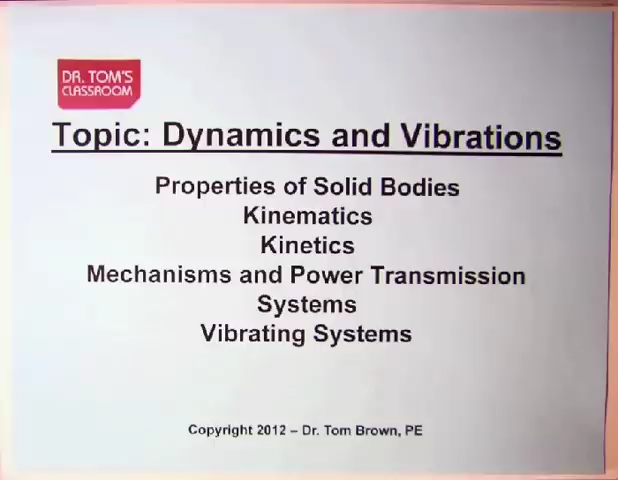 DR. TOM'S
CLASSROOM
Topic: Dynamics and Vibrations
Properties of Solid Bodies
Kinematics
Kinetics
Mechanisms and Power Transmission
Systems
Vibrating Systems
Copyright 2012 – Dr. Tom Brown, PE